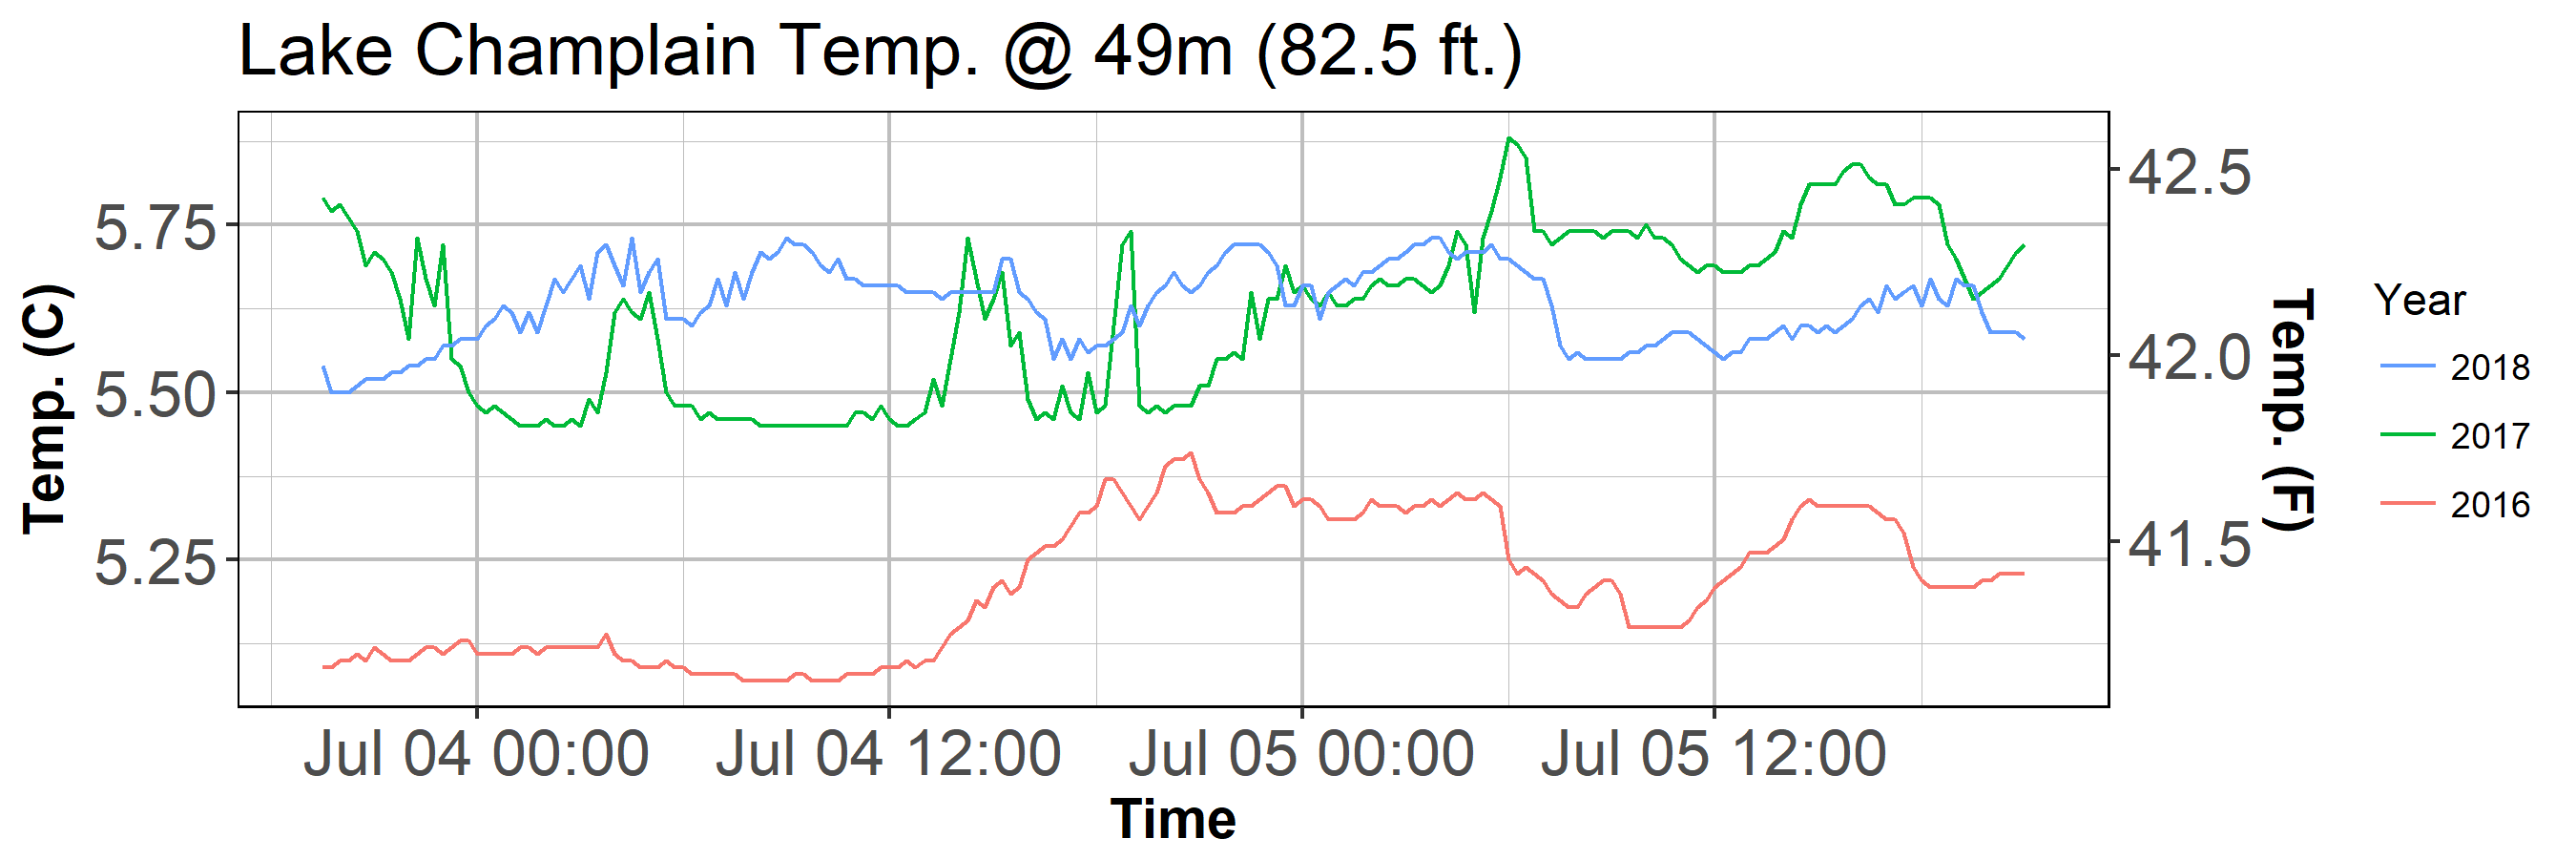 Lake Champlain Temp. @ 49m (82.5 ft.)
Temp. (C)
5.75
5.50
5.25
42.5
42.0
41.5
Temp. (F)
Year
2018
2017
2016
Jul 04 00:00 Jul 04 12:00 Jul 05 00:00 Jul 05 12:00
Time